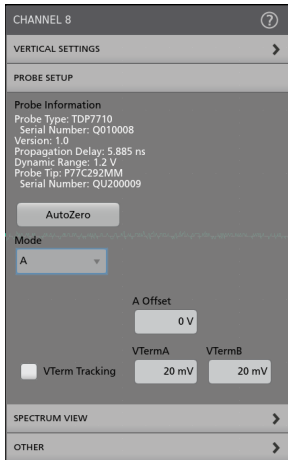 CHANNEL 8
?
VERTICAL SETTINGS
PROBE SETUP
Probe Information
Probe Type: TDP7710
Serial Number: Q010008
Version: 1.0
Propagation Delay: 5.885 ns
Dynamic Range: 1.2 V
Probe Tip: P77C292MM
Serial Number: QU200009
AutoZero
Mode
A
A Offset
0 V
VTermA VTermB
VTerm Tracking 20 mV 20 mV
SPECTRUM VIEW
OTHER